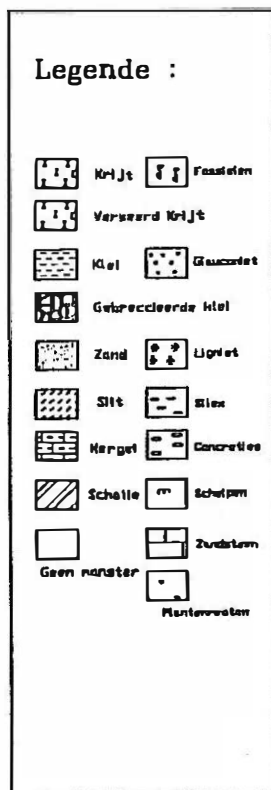 Legende :
Krijt Fossielen
Verweerd Krijt
Klei Glauconiet
Gebreccieerde klei
Zand Ligniet
Silt Silex
Mergel Concreties
Schalie Schelpen
Zandsteen
Geen monster
Plantenresten